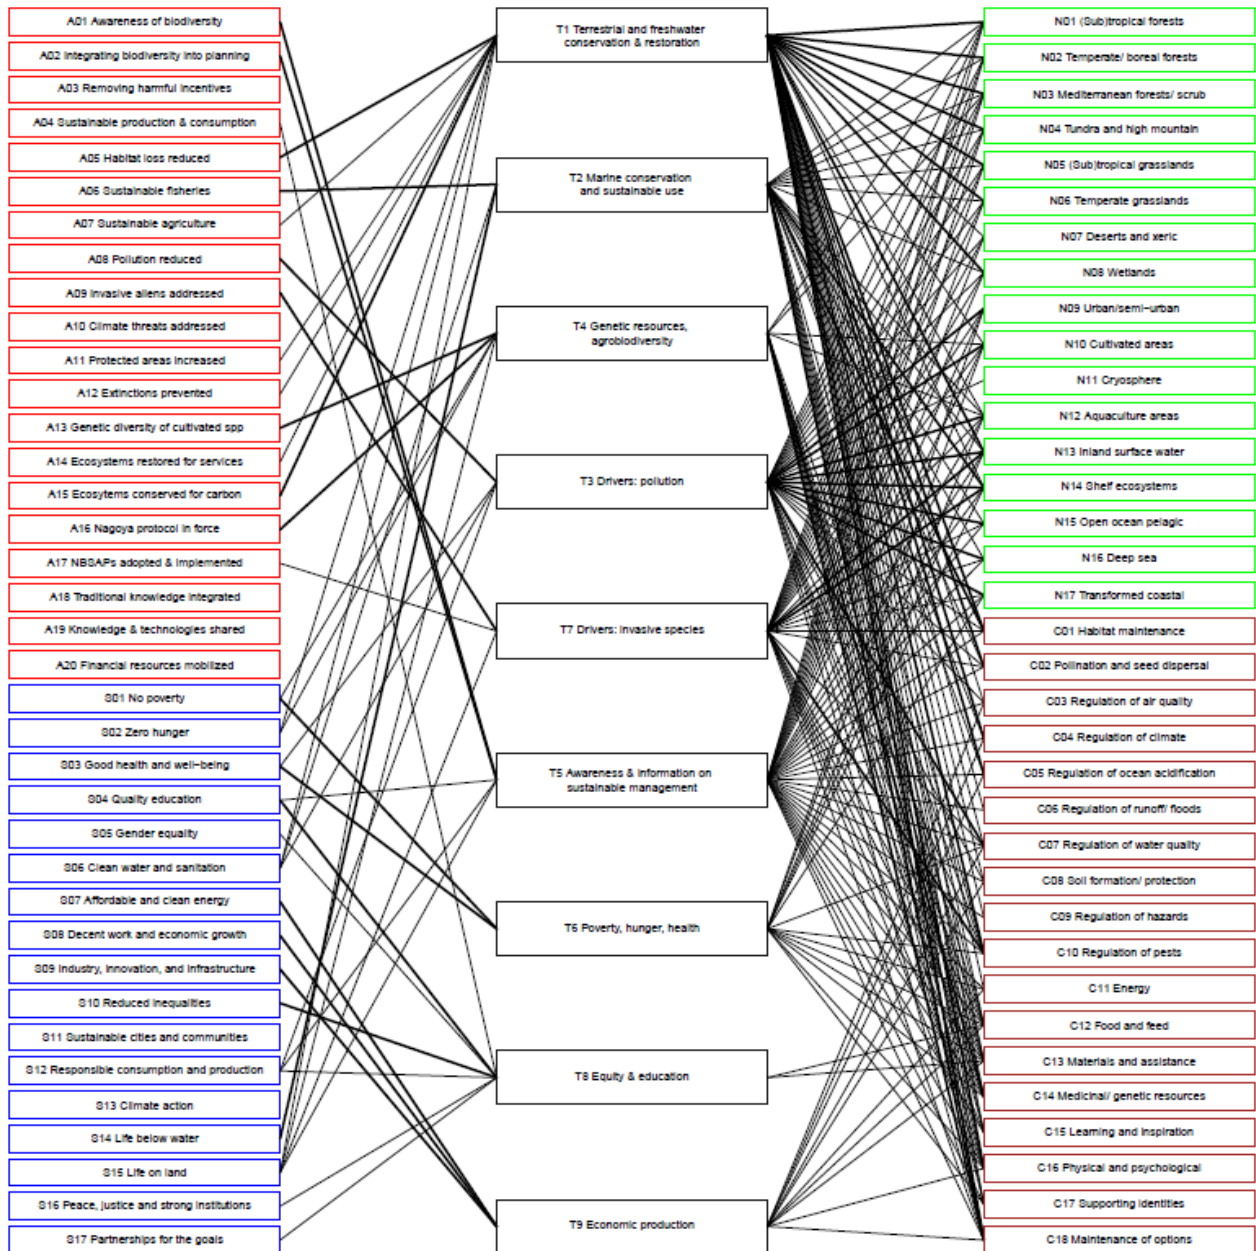 A01 Awareness of biodiversity
A02 Integrating biodiversity into planning
A03 Removing harmful incentives
A04 Sustainable production & consumption
A05 Habitat loss reduced
A06 Sustainable fisheries
A07 Sustainable agriculture
A08 Pollution reduced
A09 Invasive aliens addressed
A10 Climate threats addressed
A11 Protected areas increased
A12 Extinctions prevented
A13 Genetic diversity of cultivated spp
A14 Ecosystems restored for services
A15 Ecosytems conserved for carbon
A16 Nagoya protocol in force
A17 NBSAPs adopted & implemented
A18 Traditional knowledge integrated
A19 Knowledge & technologies shared
A20 Financial resources mobilized
S01 No poverty
S02 Zero hunger
S03 Good health and well-being
S04 Quality education
S05 Gender equality
S06 Clean water and sanitation
S07 Affordable and clean energy
S08 Decent work and economic growth
S09 Industry, innovation, and infrastructure
S10 Reduced inequalities
S11 Sustainable cities and communities
S12 Responsible consumption and production
S13 Climate action
S14 Life below water
S15 Life on land
S16 Peace, justice and strong institutions
S17 Partnerships for the goals
T1 Terrestrial and freshwater
conservation & restoration
T2 Marine conservation
and sustainable use
T4 Genetic resources,
agrobiodiversity
T3 Drivers: pollution
T7 Drivers: invasive species
T5 Awareness & information on
sustainable management
T6 Poverty, hunger, health
T8 Equity & education
T9 Economic production
N01 (Sub)tropical forests
N02 Temperate/ boreal forests
N03 Mediterranean forests/ scrub
N04 Tundra and high mountain
N05 (Sub)tropical grasslands
N06 Temperate grasslands
N07 Deserts and xeric
N08 Wetlands
N09 Urban/semi-urban
N10 Cultivated areas
N11 Cryosphere
N12 Aquaculture areas
N13 Inland surface water
N14 Shelf ecosystems
N15 Open ocean pelagic
N16 Deep sea
N17 Transformed coastal
C01 Habitat maintenance
C02 Pollination and seed dispersal
C03 Regulation of air quality
C04 Regulation of climate
C05 Regulation of ocean acidification
C06 Regulation of runoff/ floods
C07 Regulation of water quality
C08 Soil formation/ protection
C09 Regulation of hazards
C10 Regulation of pests
C11 Energy
C12 Food and feed
C13 Materials and assistance
C14 Medicinal/ genetic resources
C15 Learning and inspiration
C16 Physical and psychological
C17 Supporting identities
C18 Maintenance of options